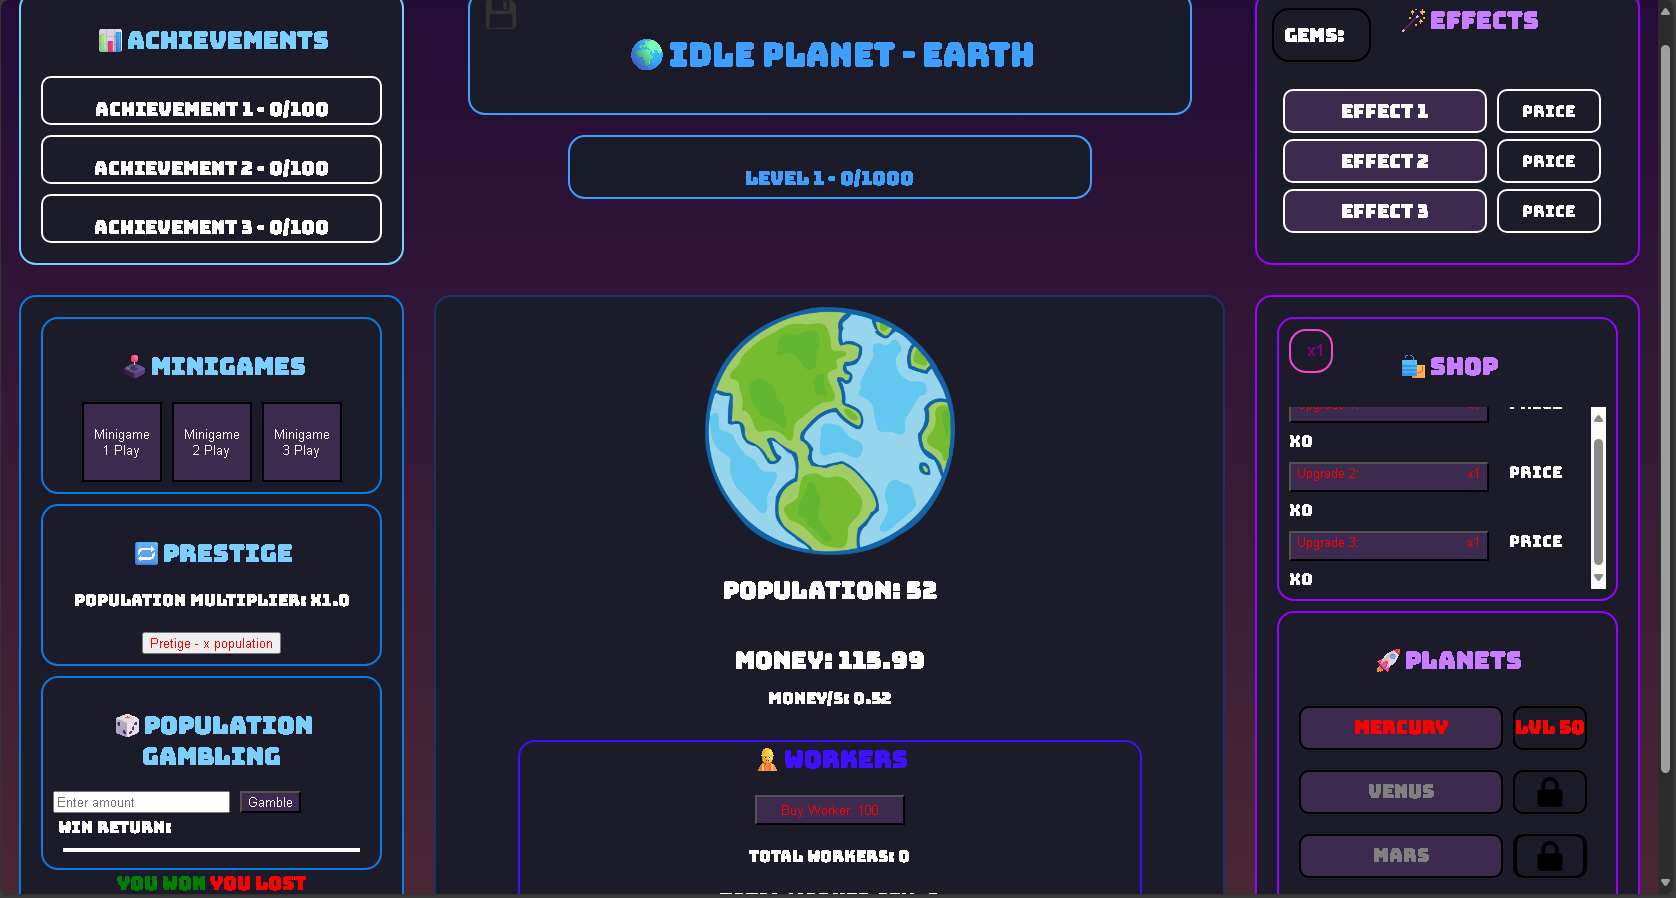 ACHIEVEMENTS
ACHIEVEMENT 1 - 0/100
ACHIEVEMENT 2 - 0/100
ACHIEVEMENT 3 - 0/100
IDLE PLANET - EARTH
LEVEL 1 - 0/1000
GEMS:
EFFECTS
EFFECT 1 PRICE
EFFECT 2 PRICE
EFFECT 3 PRICE
MINIGAMES
Minigame
1 Play
Minigame
2 Play
Minigame
3 Play
PRESTIGE
POPULATION MULTIPLIER: X1.0
Pretige - x population
POPULATION
GAMBLING
Enter amount Gamble
WIN RETURN:
YOU WON YOU LOST
POPULATION: 52
MONEY: 115.99
MONEY/S: 0.52
WORKERS
Buy Worker: 100
TOTAL WORKERS: 0
x1
SHOP
X0
Upgrade 2: x1 PRICE
X0
Upgrade 3: x1 PRICE
X0
PLANETS
MERCURY LVL 50
VENUS
MARS